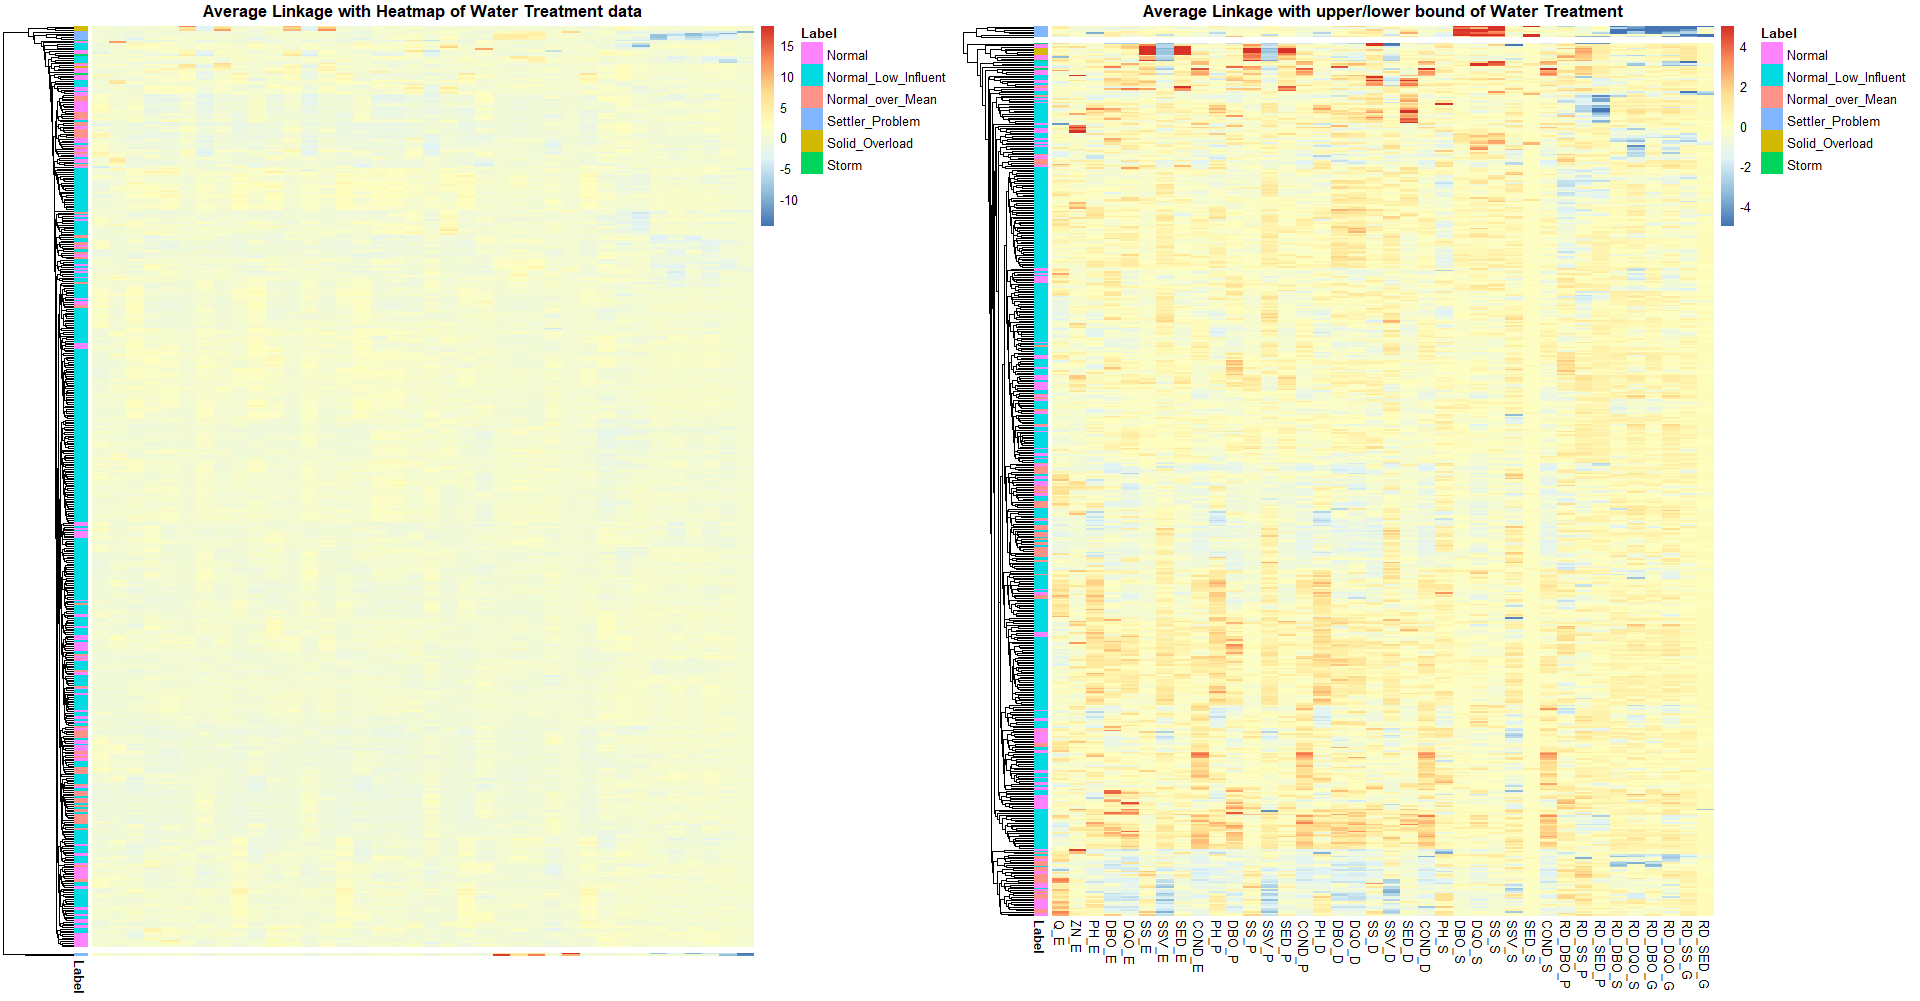 Average Linkage with Heatmap of Water Treatment data
15
10
5
0
-5
-10
Label
Normal
Normal_Low_Influent
Normal_over_Mean
Settler_Problem
Solid_Overload
Storm
Label
Average Linkage with upper/lower bound of Water Treatment
4
2
0
-2
-4
Label
Normal
Normal_Low_Influent
Normal_over_Mean
Settler_Problem
Solid_Overload
Storm
Label
Q_E
ZN_E
PH_E
DBO_E
DQO_E
SS_E
SSV_E
SED_E
COND_E
PH_P
DBO_P
SS_P
SSV_P
SED_P
COND_P
PH_D
DBO_D
DQO_D
SS_D
SSV_D
SED_D
COND_D
PH_S
DBO_S
DQO_S
SS_S
SSV_S
SED_S
COND_S
RD_DBO_P
RD_SS_P
RD_SED_P
RD_DBO_S
RD_DQO_S
RD_DBO_G
RD_DQO_G
RD_SS_G
RD_SED_G